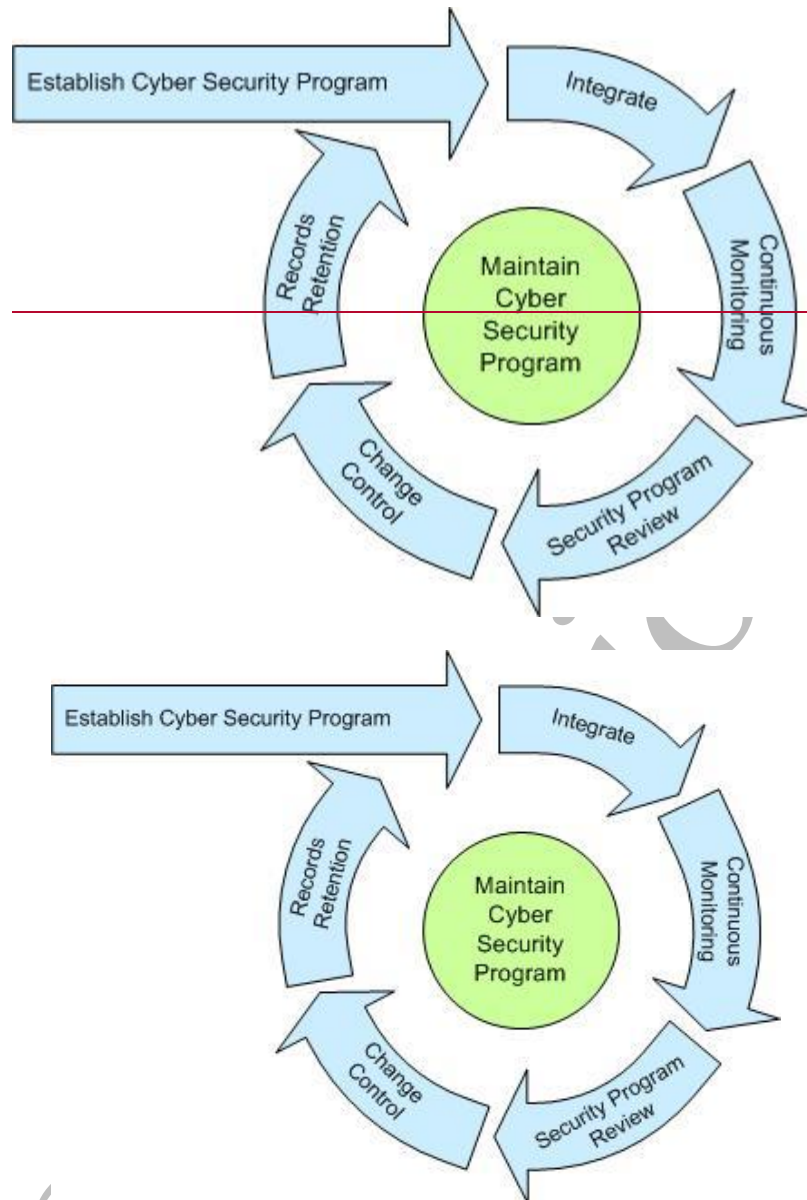 Establish Cyber Security Program
Integrate
Continuous
Monitoring
Security Program
Review
Change
Control
Records
Retention
Maintain
Cyber
Security
Program
Establish Cyber Security Program
Integrate
Continuous
Monitoring
Security Program
Review
Change
Control
Records
Retention
Maintain
Cyber
Security
Program